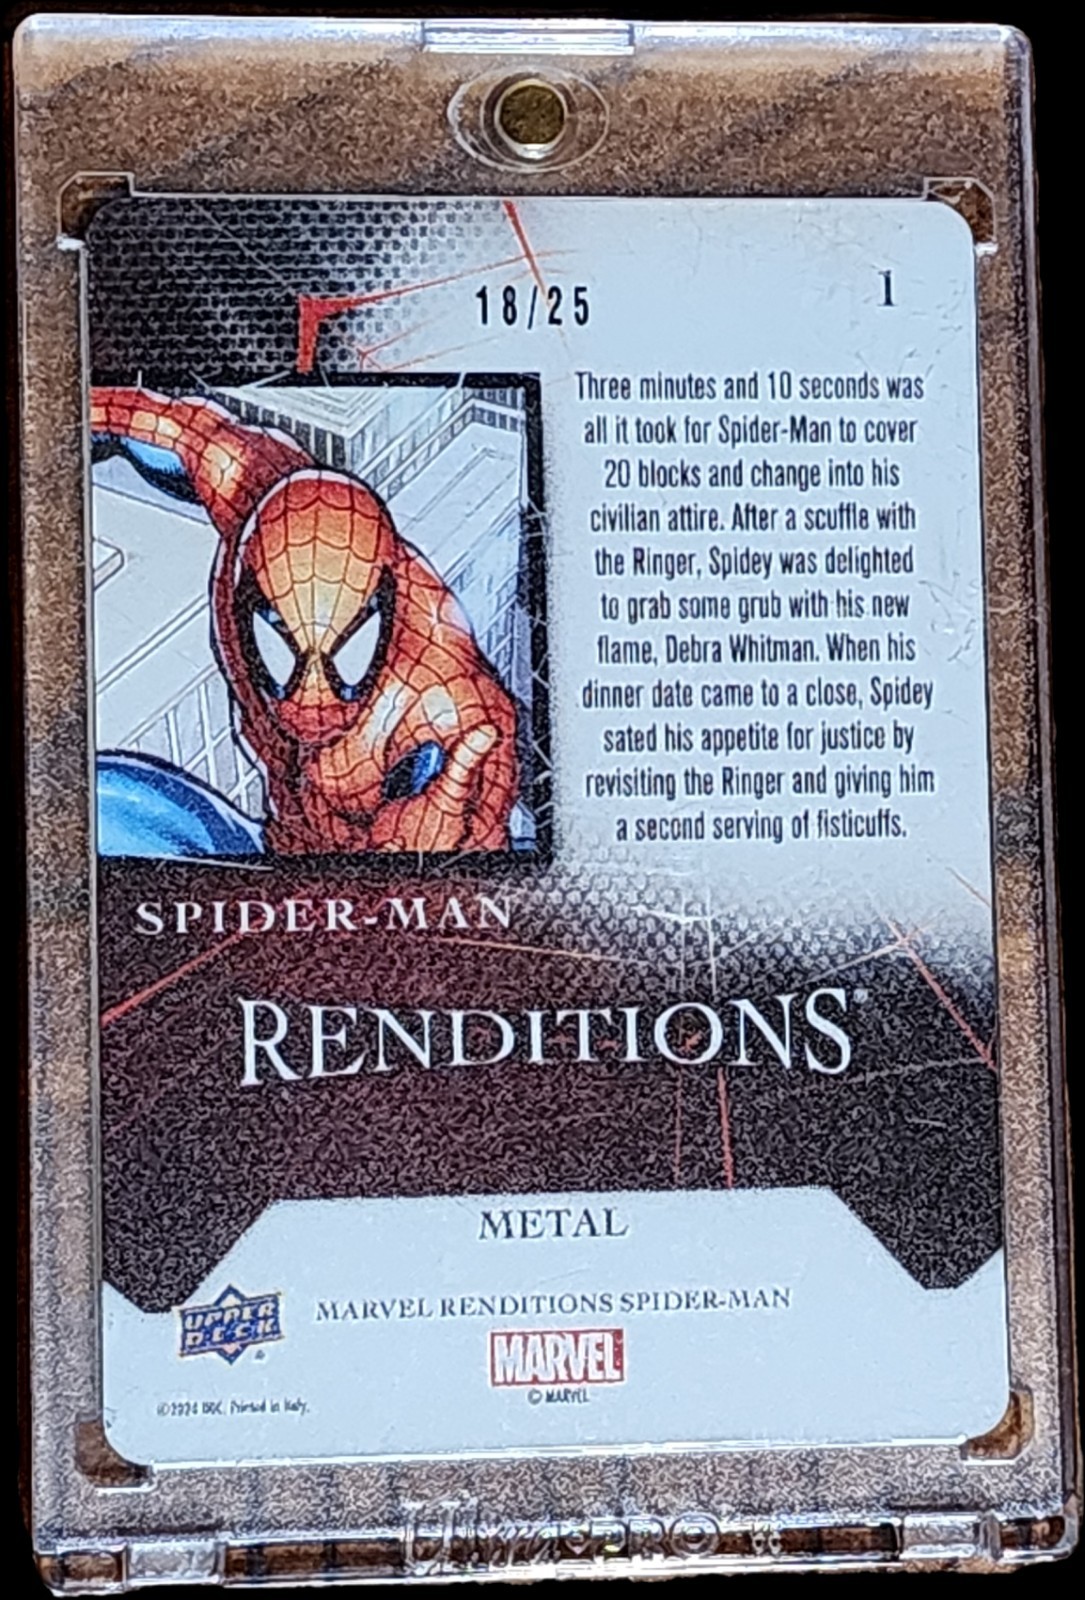 18/25
1
Three minutes and 10 seconds was
all it took for Spider-Man to cover
20 blocks and change into his
civilian attire. After a scuffle with
the Ringer, Spidey was delighted
to grab some grub with his new
flame, Debra Whitman. When his
dinner date came to a close, Spidey
sated his appetite for justice by
revisiting the Ringer and giving him
a second serving of fisticuffs.
SPIDER-MAN
RENDITIONS®
METAL
UPPER
DECK
MARVEL RENDITIONS SPIDER-MAN
MARVEL
© MARVEL
©2024 UDC. Printed in Italy.
Ultra•PRO